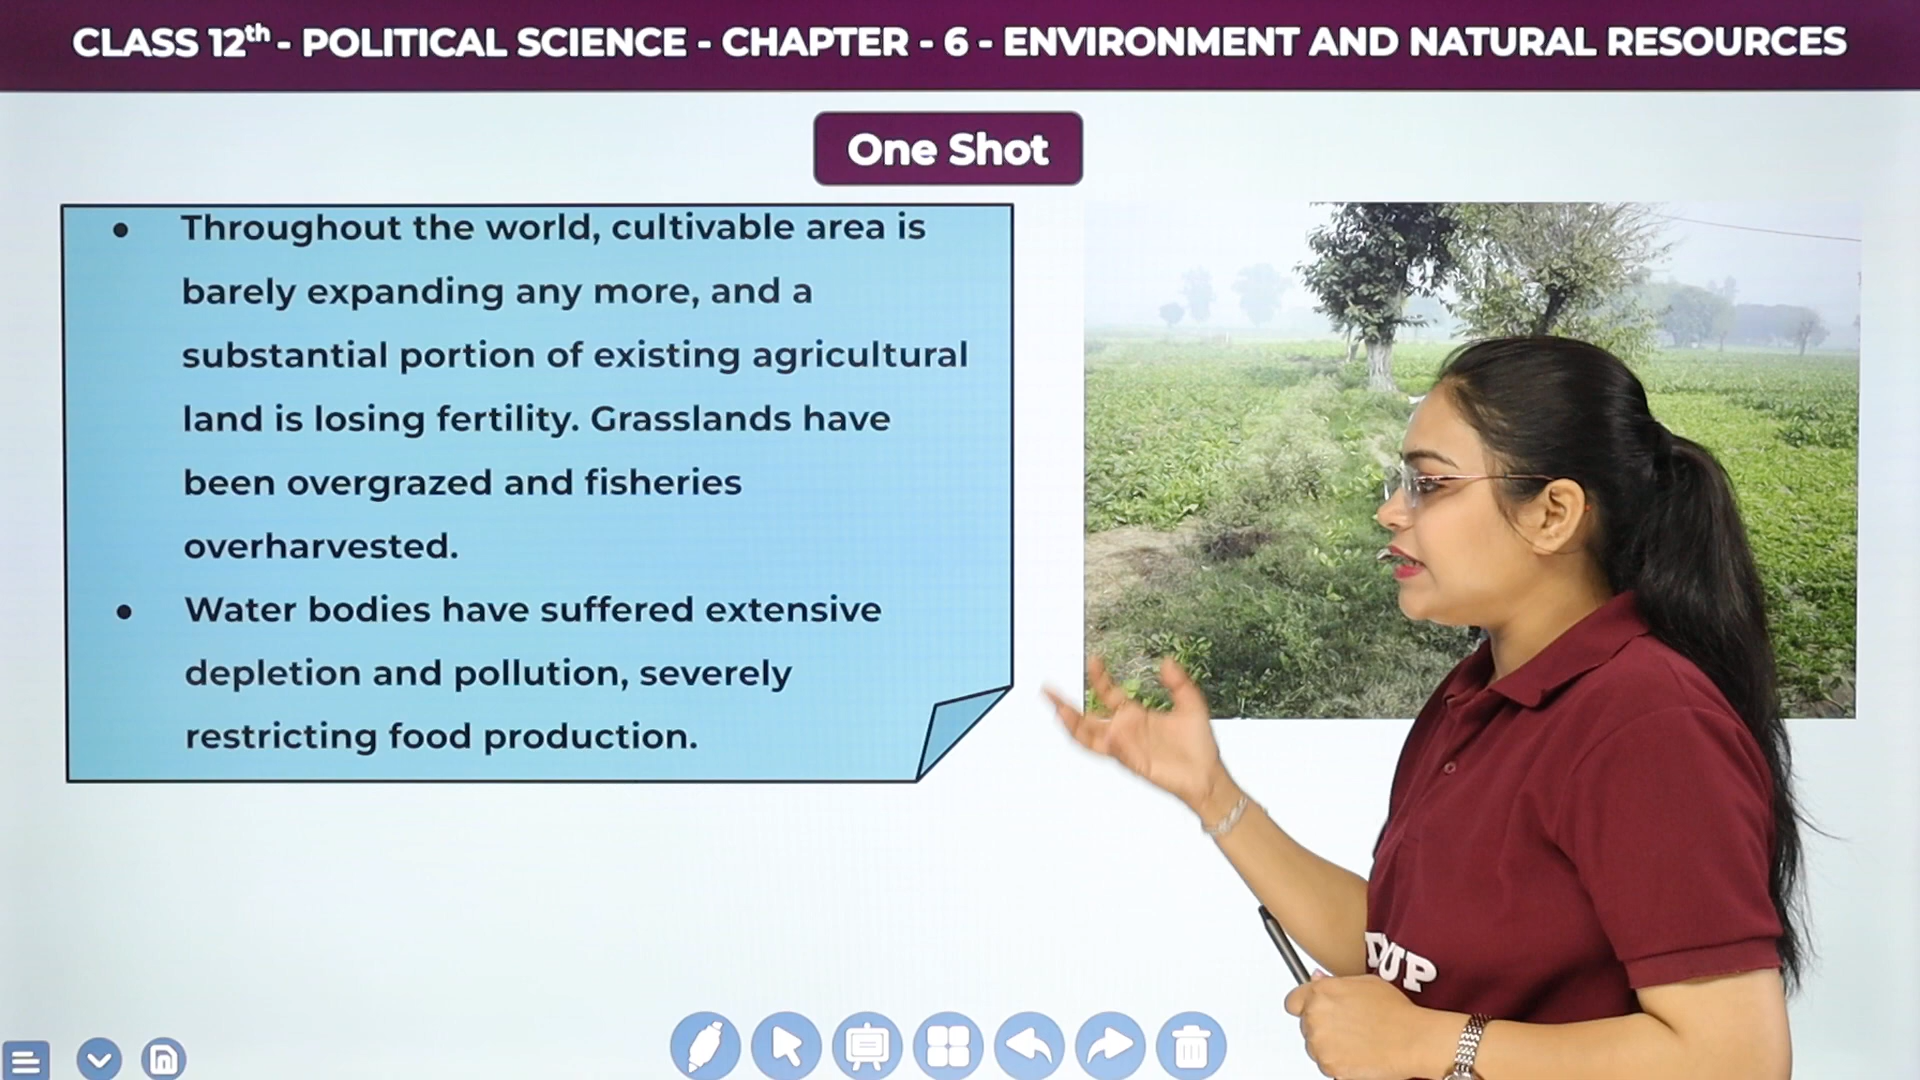 CLASS 12th - POLITICAL SCIENCE - CHAPTER - 6 - ENVIRONMENT AND NATURAL RESOURCES
One Shot
• Throughout the world, cultivable area is
barely expanding any more, and a
substantial portion of existing agricultural
land is losing fertility. Grasslands have
been overgrazed and fisheries
overharvested.
• Water bodies have suffered extensive
depletion and pollution, severely
restricting food production.
UP